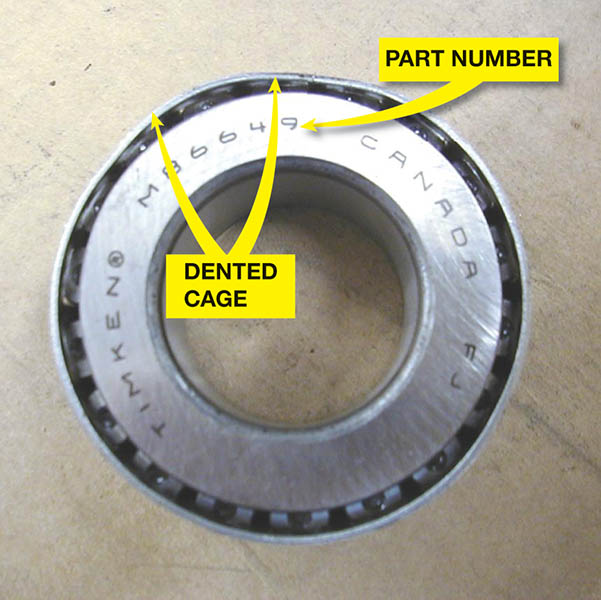 PART NUMBER
TIMKEN® M86649 CANADA FJ
DENTED
CAGE